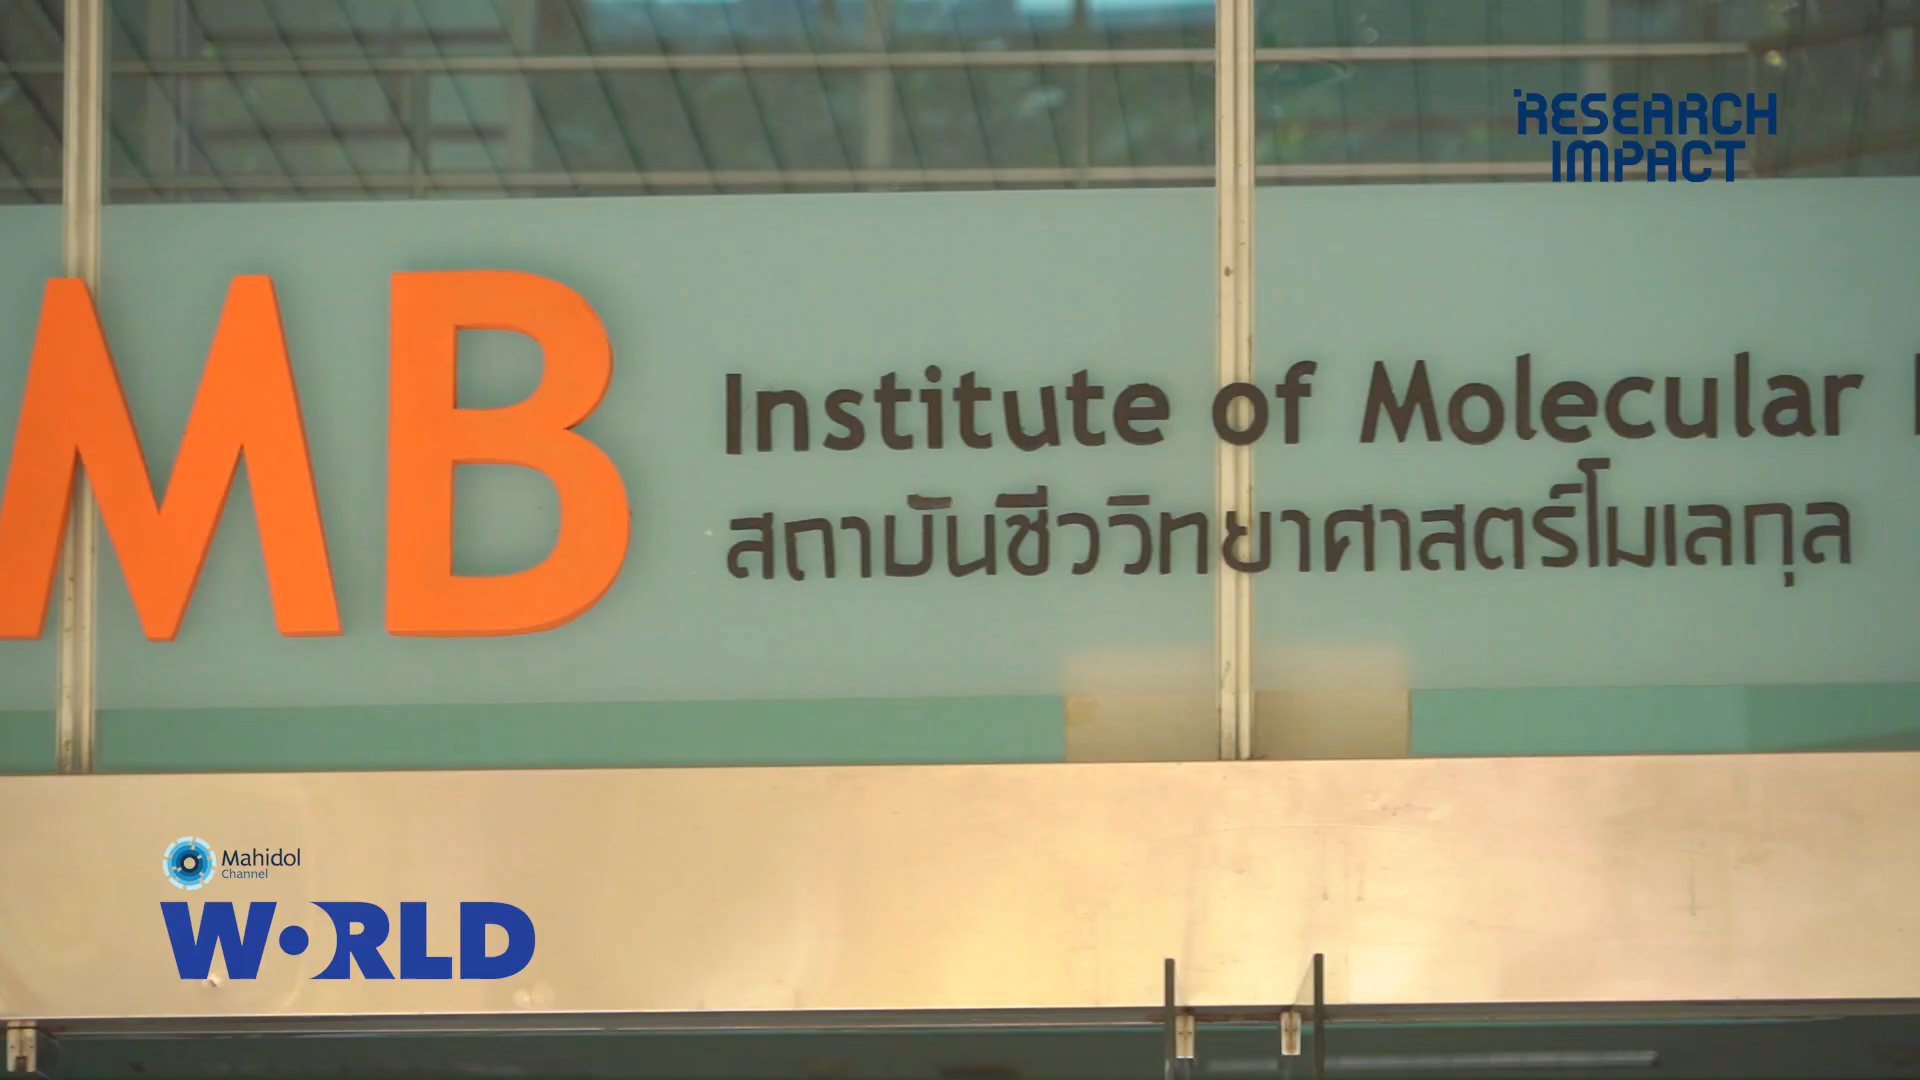 RESEARCH
IMPACT
MB
Institute of Molecular
สถาบันชีววิทยาศาสตร์โมเลกุล
Mahidol
Channel
WORLD